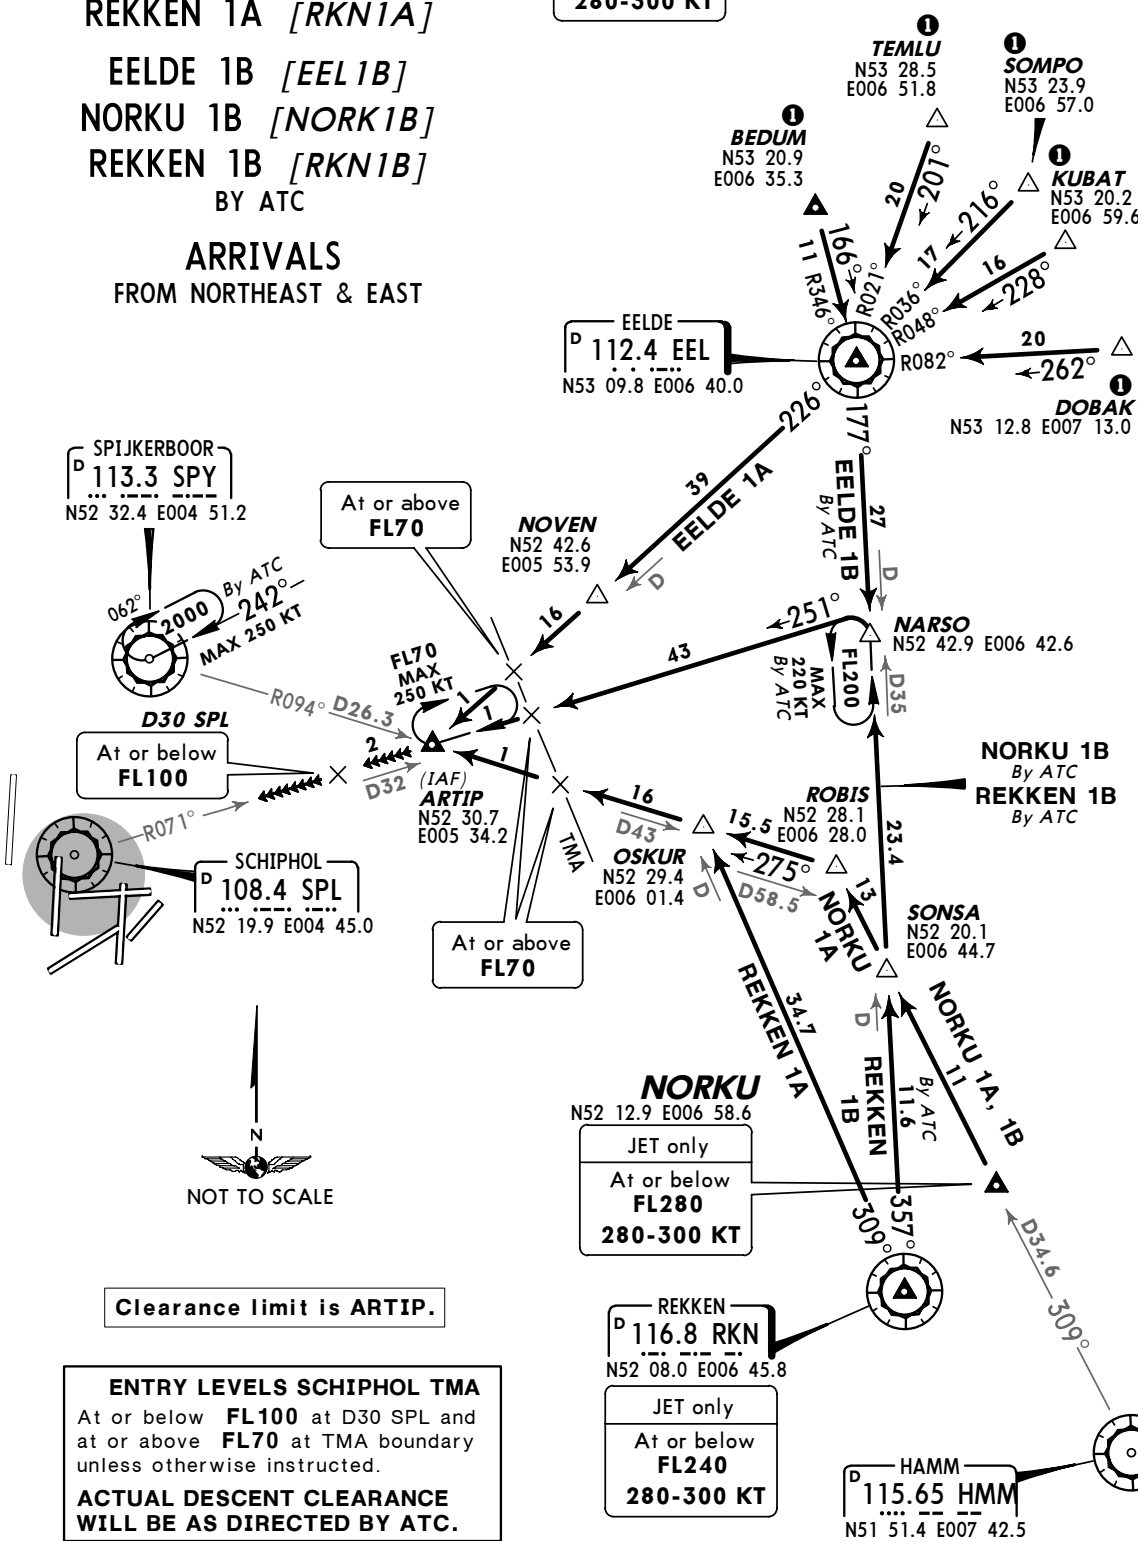 REKKEN 1A [RKN1A]
280-300 KT
EELDE 1B [EEL1B]
NORKU 1B [NORK1B]
REKKEN 1B [RKN1B]
BY ATC
ARRIVALS
FROM NORTHEAST & EAST
1
TEMLU
N53 28.5
E006 51.8
1
SOMPO
N53 23.9
E006 57.0
1
BEDUM
N53 20.9
E006 35.3
1
KUBAT
N53 20.2
E006 59.6
20
201°
216°
17
16
228°
166°
11
R346°
R021°
R036°
R048°
R082°
20
262°
1
DOBAK
N53 12.8 E007 13.0
EELDE
D 112.4 EEL
N53 09.8 E006 40.0
226°
177°
39
EELDE 1A
D
EELDE 1B
By ATC
27
D
SPIJKERBOOR
D 113.3 SPY
N52 32.4 E004 51.2
At or above
FL70
NOVEN
N52 42.6
E005 53.9
16
062°
2000
By ATC
242°
MAX 250 KT
251°
43
NARSO
N52 42.9 E006 42.6
FL200
MAX
220 KT
By ATC
D35
FL70
MAX
250 KT
1
1
1
R094°
D26.3
D30 SPL
At or below
FL100
2
D32
(IAF)
ARTIP
N52 30.7
E005 34.2
TMA
R071°
NORKU 1B
By ATC
REKKEN 1B
By ATC
23.4
16
D43
OSKUR
N52 29.4
E006 01.4
15.5
275°
D58.5
ROBIS
N52 28.1
E006 28.0
13
NORKU
1A
SONSA
N52 20.1
E006 44.7
SCHIPHOL
D 108.4 SPL
N52 19.9 E004 45.0
At or above
FL70
D
REKKEN 1A
34.7
D
REKKEN
1B
11.6
By ATC
NORKU 1A, 1B
11
NORKU
N52 12.9 E006 58.6
JET only
At or below
FL280
280-300 KT
N
NOT TO SCALE
309°
357°
D34.6
309°
Clearance limit is ARTIP.
REKKEN
D 116.8 RKN
N52 08.0 E006 45.8
JET only
At or below
FL240
280-300 KT
ENTRY LEVELS SCHIPHOL TMA
At or below FL100 at D30 SPL and
at or above FL70 at TMA boundary
unless otherwise instructed.
ACTUAL DESCENT CLEARANCE
WILL BE AS DIRECTED BY ATC.
HAMM
D 115.65 HMM
N51 51.4 E007 42.5